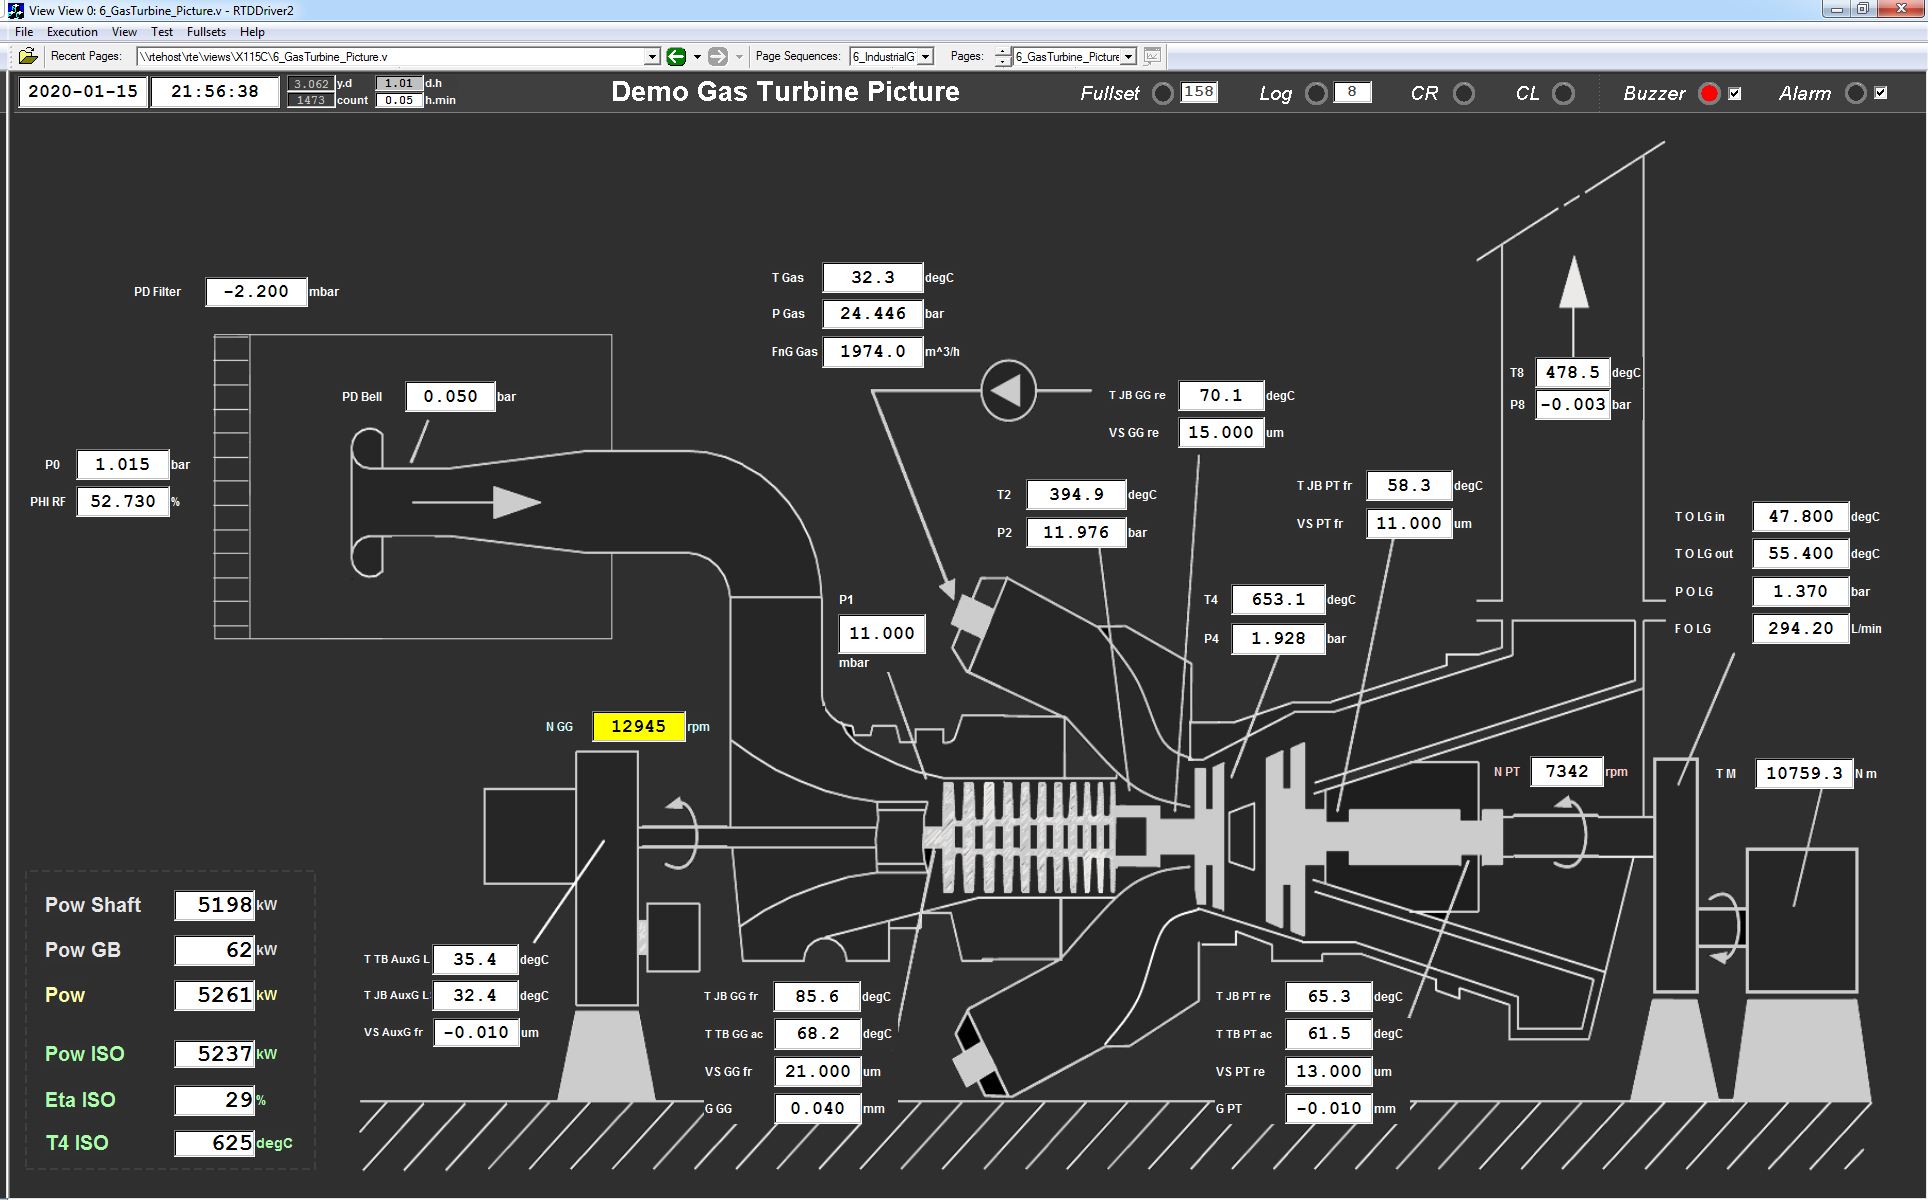 View View 0: 6_GasTurbine_Picture.v - RTDDriver2
File Execution View Test Fullsets Help
Recent Pages: \\rtehost\rte\views\X115C\6_GasTurbine_Picture.v Page Sequences: 6_IndustrialG Pages: 6_GasTurbine_Picture
2020-01-15 21:56:38 3.062 y.d 1.01 d.h
1473 count 0.05 h.min
Demo Gas Turbine Picture Fullset 158 Log 8 CR CL Buzzer Alarm
PD Filter -2.200 mbar
T Gas 32.3 degC
P Gas 24.446 bar
FnG Gas 1974.0 m^3/h
PD Bell 0.050 bar
T JB GG re 70.1 degC
VS GG re 15.000 um
T8 478.5 degC
P8 -0.003 bar
P0 1.015 bar
PHI RF 52.730 %
T2 394.9 degC
P2 11.976 bar
T JB PT fr 58.3 degC
VS PT fr 11.000 um
T O LG in 47.800 degC
T O LG out 55.400 degC
P O LG 1.370 bar
F O LG 294.20 L/min
P1
11.000
mbar
T4 653.1 degC
P4 1.928 bar
N GG 12945 rpm
N PT 7342 rpm
T M 10759.3 N m
Pow Shaft 5198 kW
Pow GB 62 kW
Pow 5261 kW
Pow ISO 5237 kW
Eta ISO 29 %
T4 ISO 625 degC
T TB AuxG L 35.4 degC
T JB AuxG L 32.4 degC
VS AuxG fr -0.010 um
T JB GG fr 85.6 degC
T TB GG ac 68.2 degC
VS GG fr 21.000 um
G GG 0.040 mm
T JB PT re 65.3 degC
T TB PT ac 61.5 degC
VS PT re 13.000 um
G PT -0.010 mm